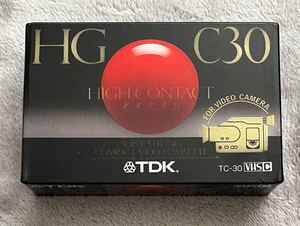 HG C30
HIGH CONTACT
FOR VIDEO CAMERA
SUPER STRONG
COMPACT VIDEO CASSETTE
TDK
TC-30 VHS C